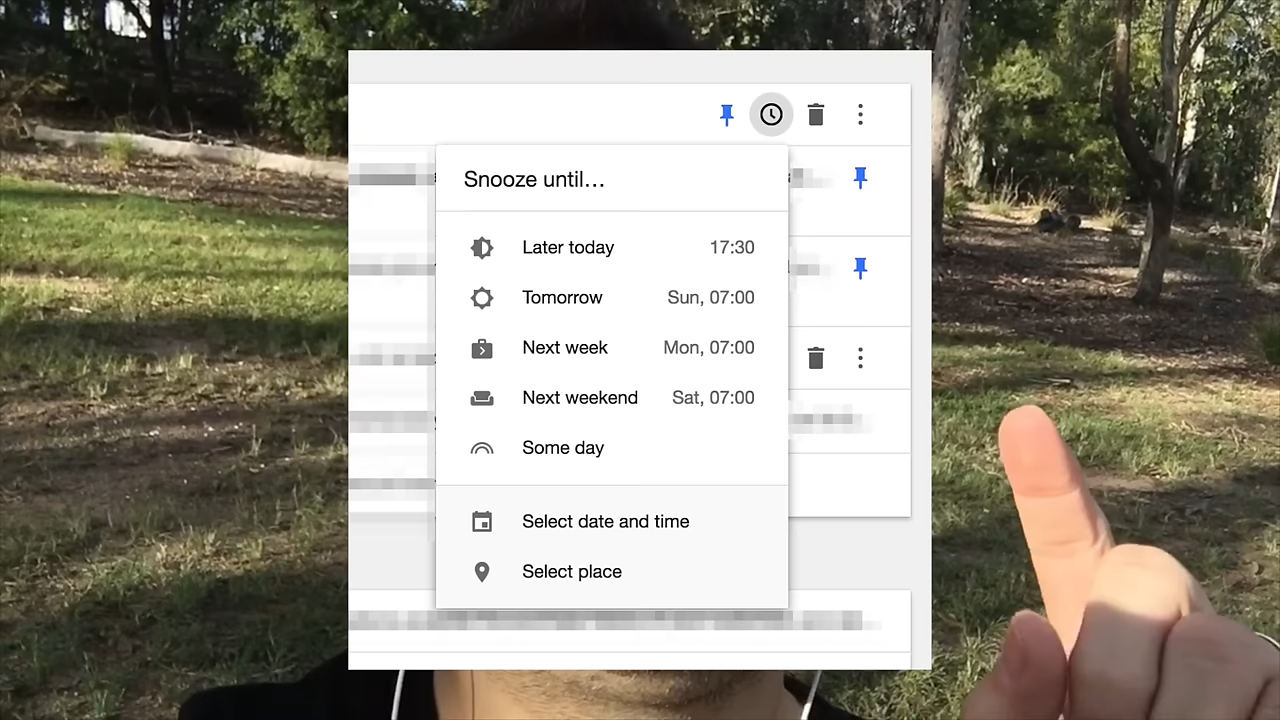 Snooze until…
Later today 17:30
Tomorrow Sun, 07:00
Next week Mon, 07:00
Next weekend Sat, 07:00
Some day
Select date and time
Select place